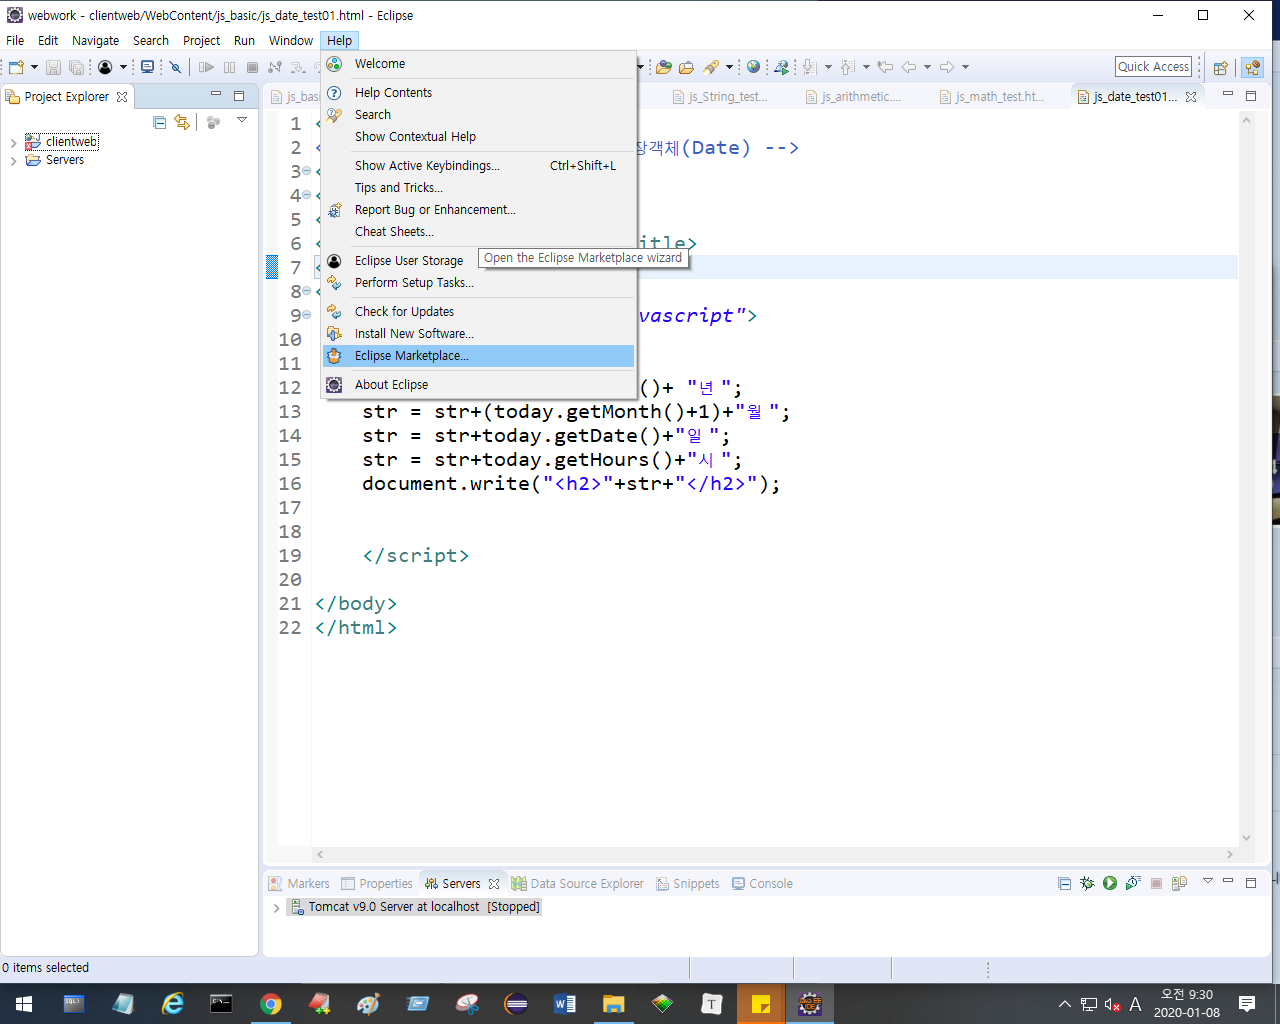 webwork - clientweb/WebContent/js_basic/js_date_test01.html - Eclipse
File Edit Navigate Search Project Run Window Help
Quick Access
Project Explorer
clientweb
Servers
Welcome
Help Contents
Search
Show Contextual Help
Show Active Keybindings... Ctrl+Shift+L
Tips and Tricks...
Report Bug or Enhancement...
Cheat Sheets...
Eclipse User Storage
Perform Setup Tasks...
Check for Updates
Install New Software...
Eclipse Marketplace...
About Eclipse
Open the Eclipse Marketplace wizard
js_bas js_String_test... js_arithmetic.... js_math_test.ht... js_date_test01...
1 <
2 < 장객체(Date) -->
3 <
4 <
5 <
6 < itle>
7 <
8 <
9 vascript">
10
11
12 ()+ "년 ";
13 str = str+(today.getMonth()+1)+"월 ";
14 str = str+today.getDate()+"일 ";
15 str = str+today.getHours()+"시 ";
16 document.write("<h2>"+str+"</h2>");
17
18
19 </script>
20
21 </body>
22 </html>
Markers Properties Servers Data Source Explorer Snippets Console
Tomcat v9.0 Server at localhost [Stopped]
0 items selected
A
오전 9:30
2020-01-08